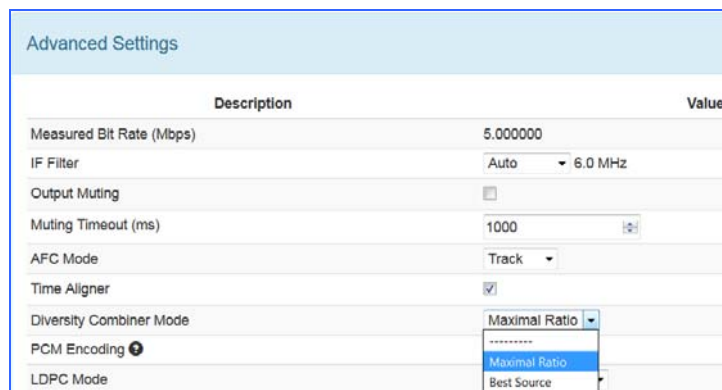 Advanced Settings
Description Value
Measured Bit Rate (Mbps) 5.000000
IF Filter Auto 6.0 MHz
Output Muting
Muting Timeout (ms) 1000
AFC Mode Track
Time Aligner
Diversity Combiner Mode Maximal Ratio
---------
PCM Encoding
Maximal Ratio
LDPC Mode Best Source